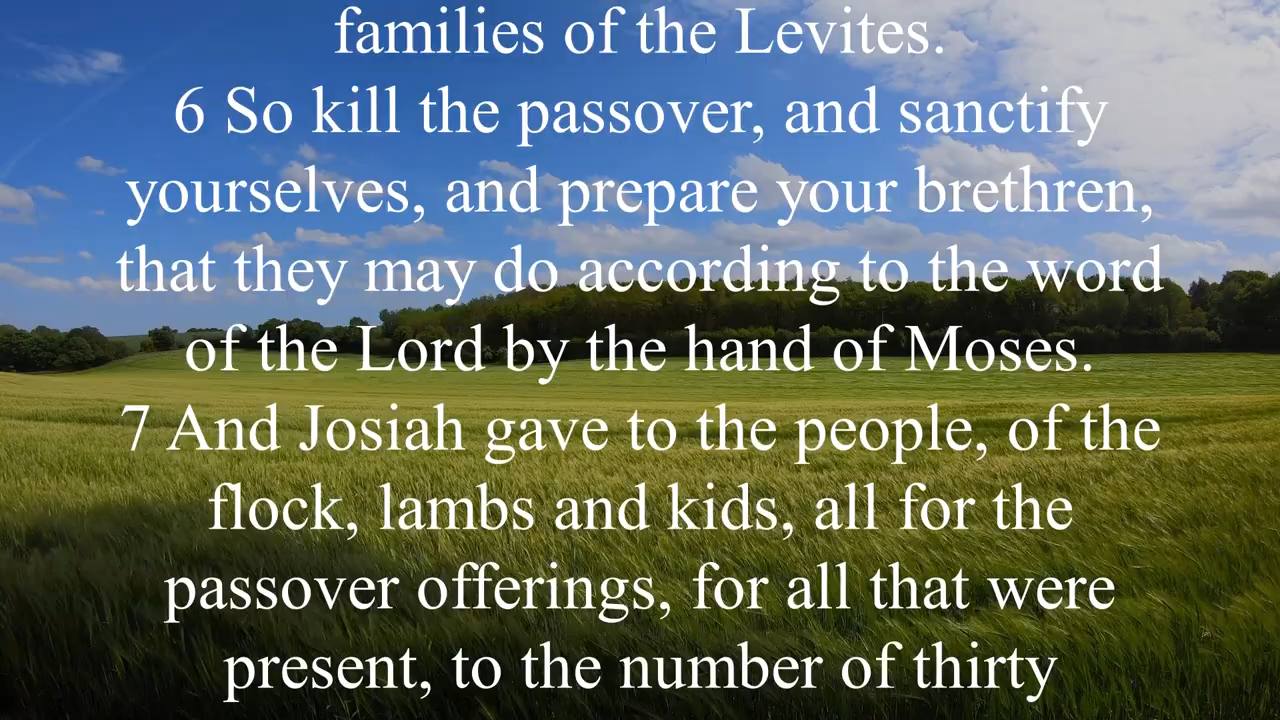 families of the Levites.
6 So kill the passover, and sanctify
yourselves, and prepare your brethren,
that they may do according to the word
of the Lord by the hand of Moses.
7 And Josiah gave to the people, of the
flock, lambs and kids, all for the
passover offerings, for all that were
present, to the number of thirty